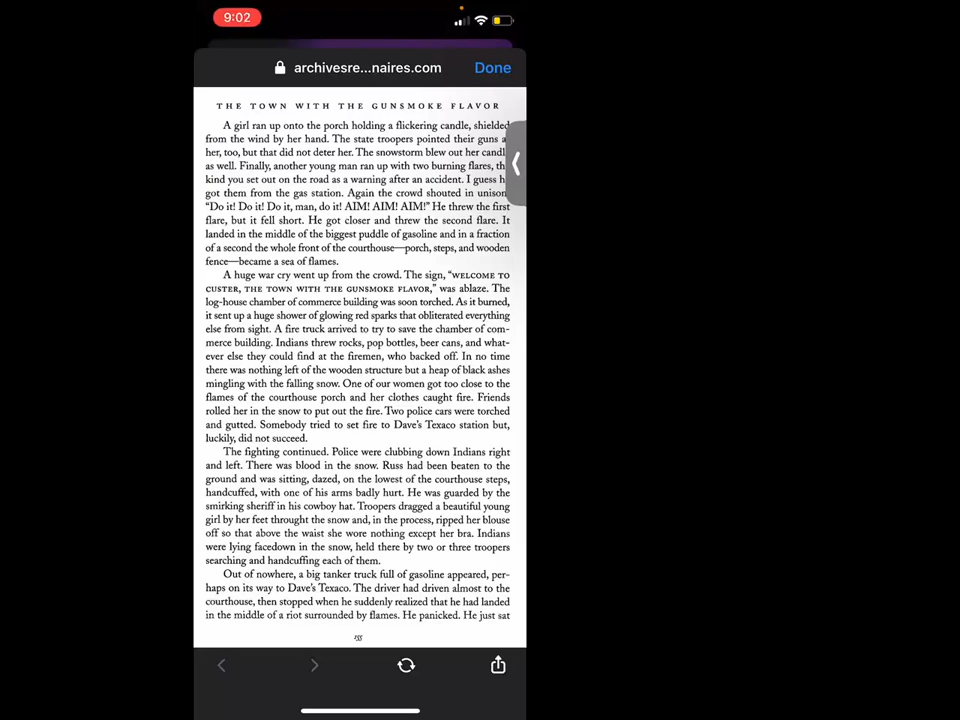 9:02
archivesre...naires.com
Done
THE TOWN WITH THE GUNSMOKE FLAVOR
A girl ran up onto the porch holding a flickering candle, shielded
from the wind by her hand. The state troopers pointed their guns a
her, too, but that did not deter her. The snowstorm blew out her candl
as well. Finally, another young man ran up with two burning flares, th
kind you set out on the road as a warning after an accident. I guess h
got them from the gas station. Again the crowd shouted in unison
“Do it! Do it! Do it, man, do it! AIM! AIM! AIM!” He threw the first
flare, but it fell short. He got closer and threw the second flare. It
landed in the middle of the biggest puddle of gasoline and in a fraction
of a second the whole front of the courthouse—porch, steps, and wooden
fence—became a sea of flames.
A huge war cry went up from the crowd. The sign, “WELCOME TO
CUSTER, THE TOWN WITH THE GUNSMOKE FLAVOR,” was ablaze. The
log-house chamber of commerce building was soon torched. As it burned,
it sent up a huge shower of glowing red sparks that obliterated everything
else from sight. A fire truck arrived to try to save the chamber of com-
merce building. Indians threw rocks, pop bottles, beer cans, and what-
ever else they could find at the firemen, who backed off. In no time
there was nothing left of the wooden structure but a heap of black ashes
mingling with the falling snow. One of our women got too close to the
flames of the courthouse porch and her clothes caught fire. Friends
rolled her in the snow to put out the fire. Two police cars were torched
and gutted. Somebody tried to set fire to Dave’s Texaco station but,
luckily, did not succeed.
The fighting continued. Police were clubbing down Indians right
and left. There was blood in the snow. Russ had been beaten to the
ground and was sitting, dazed, on the lowest of the courthouse steps,
handcuffed, with one of his arms badly hurt. He was guarded by the
smirking sheriff in his cowboy hat. Troopers dragged a beautiful young
girl by her feet throught the snow and, in the process, ripped her blouse
off so that above the waist she wore nothing except her bra. Indians
were lying facedown in the snow, held there by two or three troopers
searching and handcuffing each of them.
Out of nowhere, a big tanker truck full of gasoline appeared, per-
haps on its way to Dave’s Texaco. The driver had driven almost to the
courthouse, then stopped when he suddenly realized that he had landed
in the middle of a riot surrounded by flames. He panicked. He just sat
155